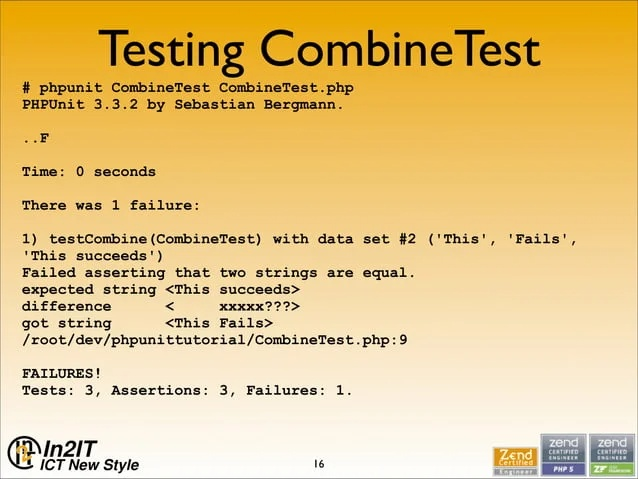 Testing CombineTest
# phpunit CombineTest CombineTest.php
PHPUnit 3.3.2 by Sebastian Bergmann.
..F
Time: 0 seconds
There was 1 failure:
1) testCombine(CombineTest) with data set #2 ('This', 'Fails',
'This succeeds')
Failed asserting that two strings are equal.
expected string <This succeeds>
difference      <     xxxxx???>
got string      <This Fails>
/root/dev/phpunittutorial/CombineTest.php:9
FAILURES!
Tests: 3, Assertions: 3, Failures: 1.
In2IT
ICT New Style
16
Zend
Certified
Engineer
zend
CERTIFIED
ENGINEER
PHP 5
zend
CERTIFIED
ENGINEER
ZF